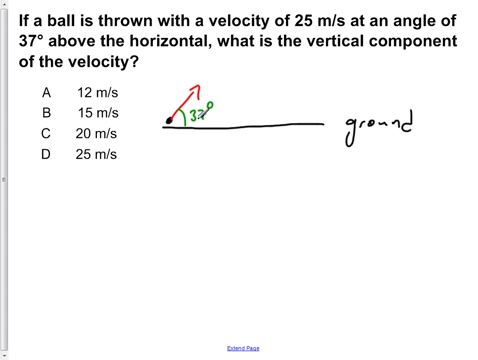 If a ball is thrown with a velocity of 25 m/s at an angle of
37° above the horizontal, what is the vertical component
of the velocity?
A 12 m/s
B 15 m/s
C 20 m/s
D 25 m/s
37°
ground
Extend Page